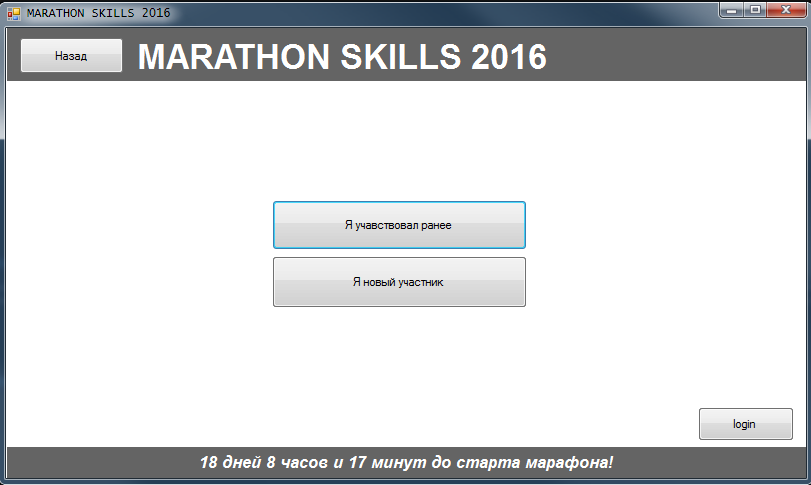 MARATHON SKILLS 2016
Назад
MARATHON SKILLS 2016
Я учавствовал ранее
Я новый участник
login
18 дней 8 часов и 17 минут до старта марафона!